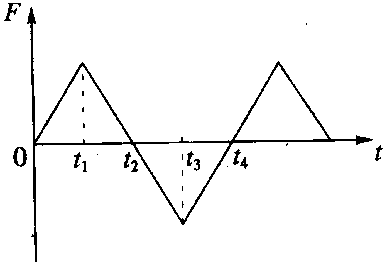 F
0 t₁ t₂ t₃ t₄ t